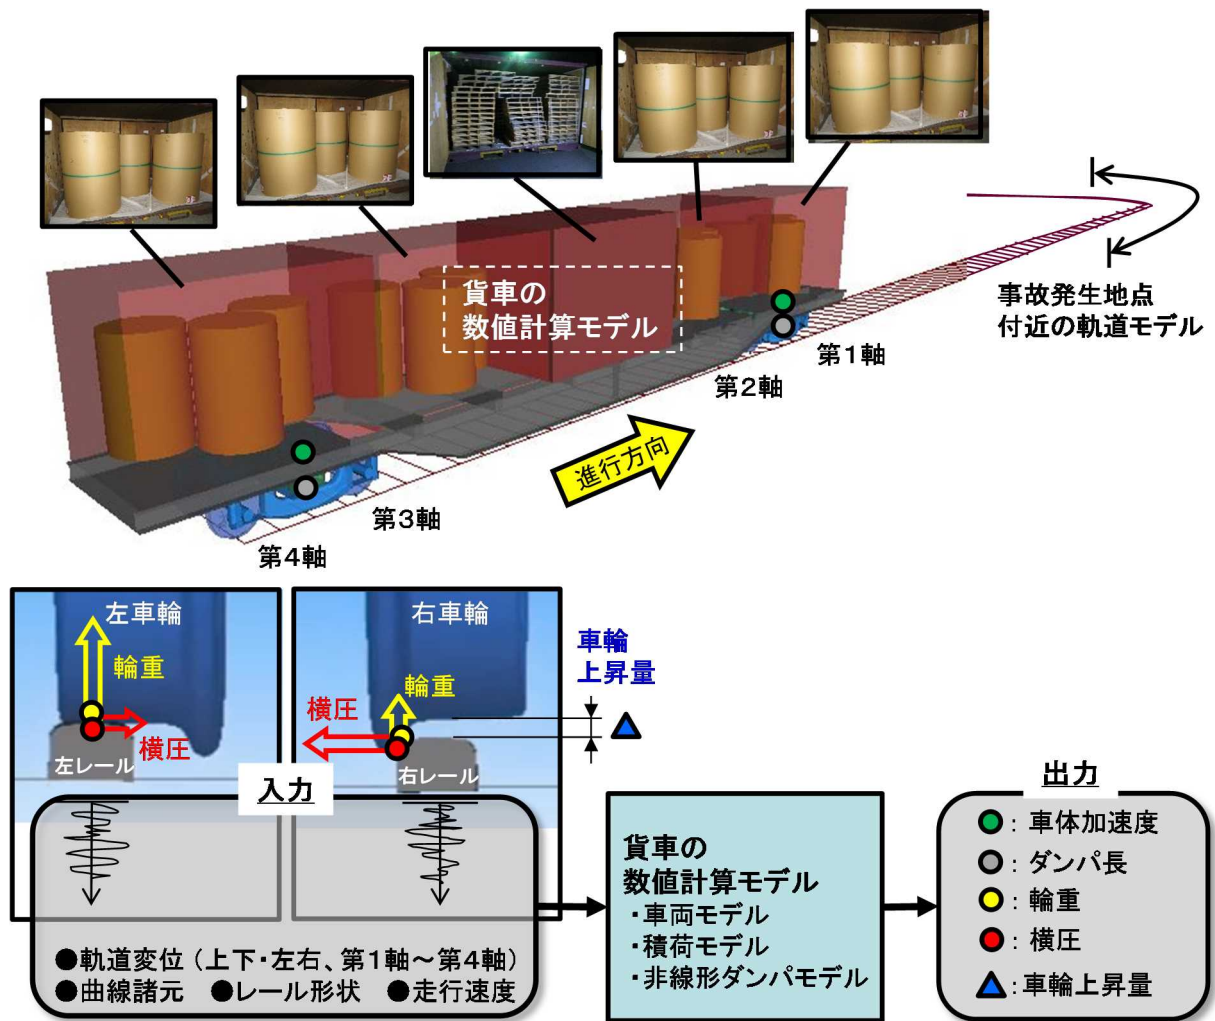 貨車の
数値計算モデル
事故発生地点
付近の軌道モデル
第1軸
第2軸
進行方向
第3軸
第4軸
左車輪
輪重
横圧
左レール
右車輪
輪重
横圧
右レール
車輪
上昇量
入力
●軌道変位（上下・左右、第1軸～第4軸）
●曲線諸元 ●レール形状 ●走行速度
貨車の
数値計算モデル
・車両モデル
・積荷モデル
・非線形ダンパモデル
出力
：車体加速度
：ダンパ長
：輪重
：横圧
：車輪上昇量